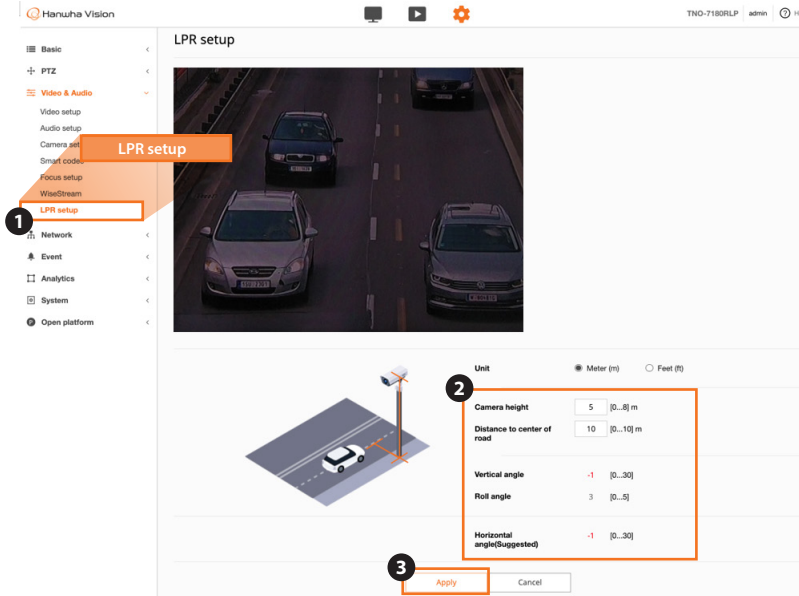 Hanwha Vision
TNO-7180RLP admin ? H
Basic
PTZ
Video & Audio
Video setup
Audio setup
Camera set
Smart codec
Focus setup
WiseStream
LPR setup
Network
Event
Analytics
System
Open platform
LPR setup
1
LPR setup
Unit Meter (m) Feet (ft)
2
Camera height 5 [0...8] m
Distance to center of
road 10 [0...10] m
Vertical angle -1 [0...30]
Roll angle 3 [0...5]
Horizontal
angle(Suggested) -1 [0...30]
3
Apply Cancel